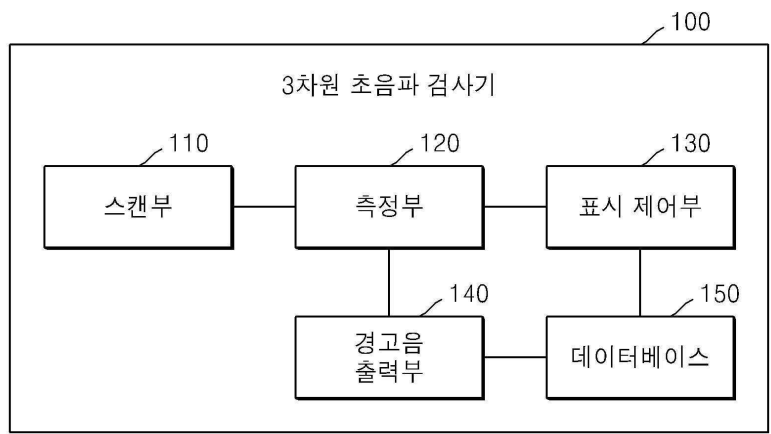 100
3차원 초음파 검사기
110
120
130
스캔부
측정부
표시 제어부
140
150
경고음
출력부
데이터베이스